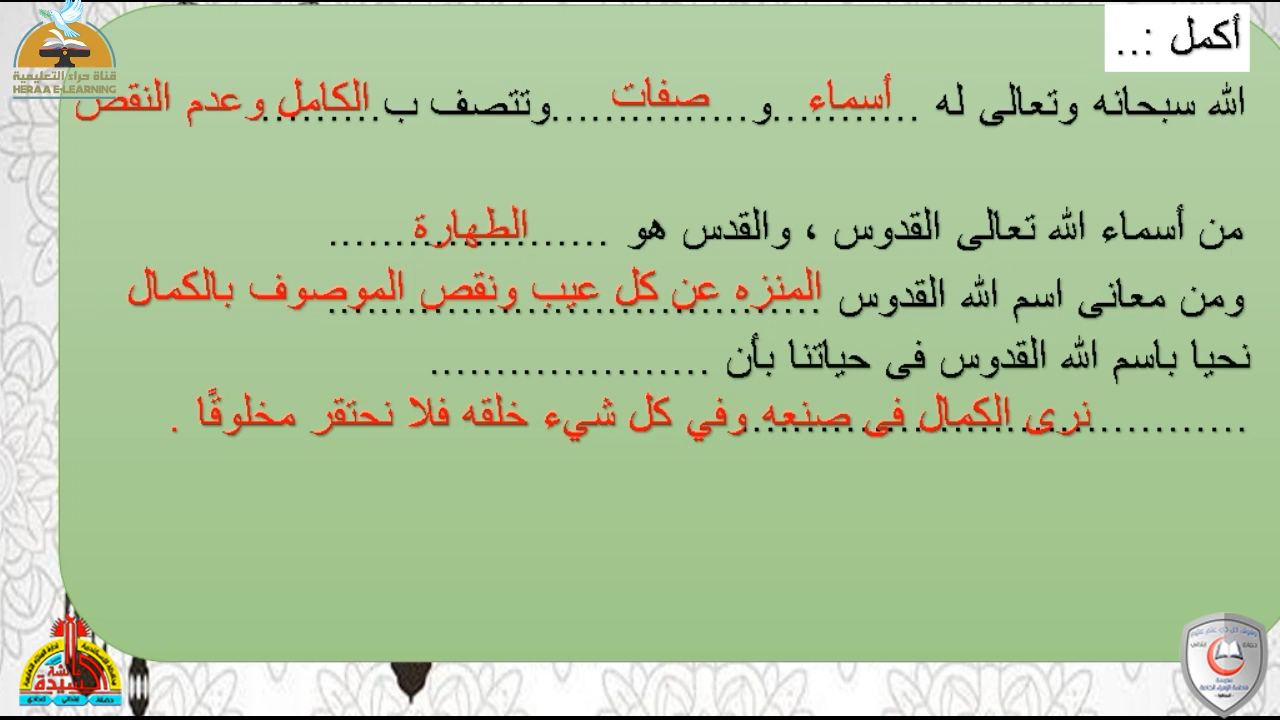 أكمل :..
الله سبحانه وتعالى له ...أسماء... و ...صفات... وتتصف ب ...الكامل وعدم النقص
من أسماء الله تعالى القدوس ، والقدس هو ...الطهارة...
ومن معانى اسم الله القدوس المنزه عن كل عيب ونقص الموصوف بالكمال
نحيا باسم الله القدوس فى حياتنا بأن ......................
نرى الكمال فى صنعه وفي كل شيء خلقه فلا نحتقر مخلوقًا .
قناة حراء التعليمية
HERAA E-LEARNING